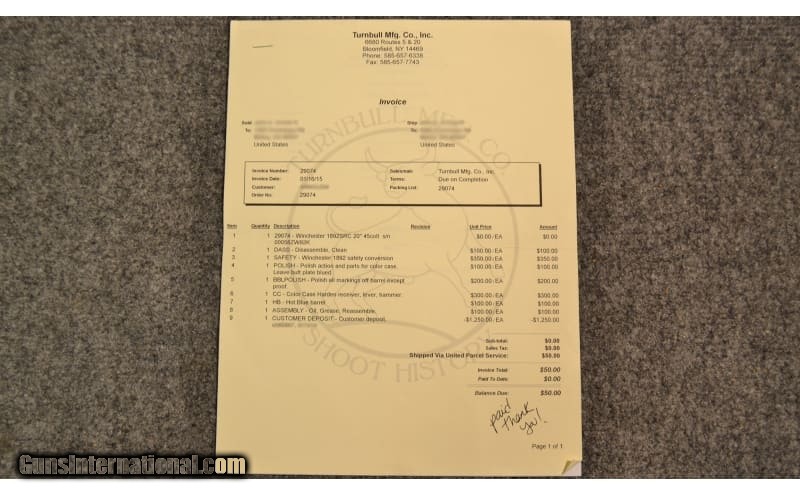 Turnbull Mfg. Co., Inc.
6680 Routes 5 & 20
Bloomfield, NY 14469
Phone: 585-657-6338
Fax: 585-657-7743
Invoice
Sold To:
United States
Ship To:
United States
Invoice Number: 29074 Salesman: Turnbull Mfg. Co., Inc.
Invoice Date: 03/16/15 Terms: Due on Completion
Customer: Packing List: 29074
Order No: 29074
Item Quantity Description Revision Unit Price Amount
1 1 29074 - Winchester 1892SRC 20" 45colt s/n $0.00 /EA $0.00
2 1 DASS - Disassemble, Clean $100.00 /EA $100.00
3 1 SAFETY - Winchester 1892 safety conversion $350.00 /EA $350.00
4 1 POLISH - Polish action and parts for color case. $100.00 /EA $100.00
Leave butt plate blued
5 1 BBLPOLISH - Polish all markings off barrel except $200.00 /EA $200.00
proof.
6 1 CC - Color Case Harden receiver, lever, hammer. $300.00 /EA $300.00
7 1 HB - Hot Blue barrel $100.00 /EA $100.00
8 1 ASSEMBLY - Oil, Grease, Reassemble, $100.00 /EA $100.00
9 1 CUSTOMER DEPOSIT - Customer deposit, -$1,250.00 /EA -$1,250.00
Sub-total: $0.00
Sales Tax: $0.00
Shipped Via United Parcel Service: $50.00
Invoice Total: $50.00
Paid To Date: $0.00
Balance Due: $50.00
paid
thank
you!
Page 1 of 1
TURNBULL MFG CO
SHOOT HISTORY
GunsInternational.com